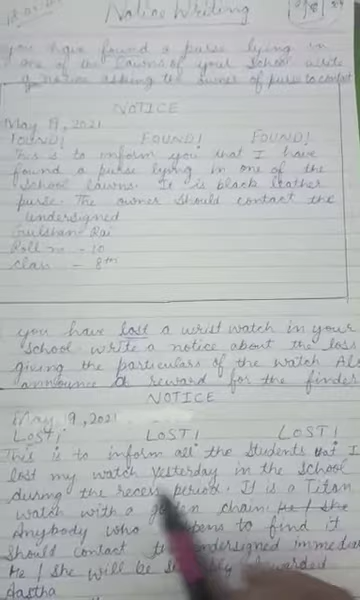 Notice Writing
you have found a purse lying in
one of the lawns of your school write
a notice asking the owner of purse to contact
NOTICE
May 9, 2021
FOUND! FOUND! FOUND!
This is to inform you that I have
found a purse lying in one of the
school lawns. It is black leather
purse. The owner should contact the
undersigned
Gulshan Rai
Roll n - 10
Class - 8th
you have lost a wrist watch in your
school. write a notice about the loss
giving the particulars of the watch Als
announce a reward for the finder
NOTICE
May 9, 2021
LOST! LOST! LOST!
This is to inform all the students that I
lost my watch yesterday in the school
during the recess period. It is a Titan
watch with a chain. He / She
Anybody who to find it
should contact undersigned immedia
He / she will be rewarded
Aastha